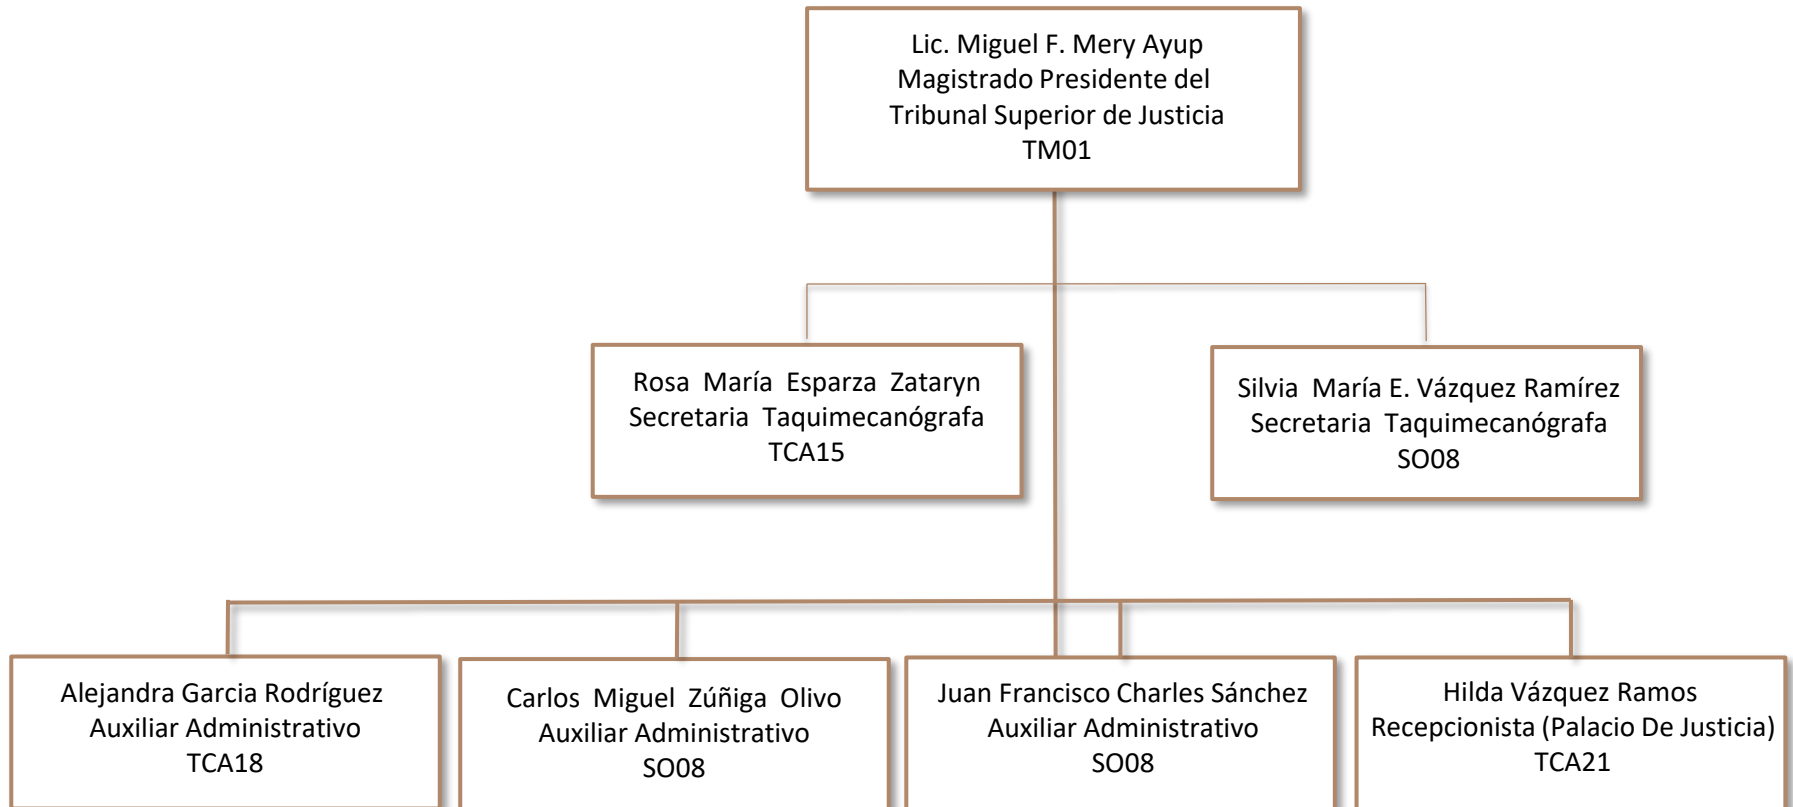 Lic. Miguel F. Mery Ayup
Magistrado Presidente del
Tribunal Superior de Justicia
TM01
Rosa María Esparza Zataryn
Secretaria Taquimecanógrafa
TCA15
Silvia María E. Vázquez Ramírez
Secretaria Taquimecanógrafa
SO08
Alejandra Garcia Rodríguez
Auxiliar Administrativo
TCA18
Carlos Miguel Zúñiga Olivo
Auxiliar Administrativo
SO08
Juan Francisco Charles Sánchez
Auxiliar Administrativo
SO08
Hilda Vázquez Ramos
Recepcionista (Palacio De Justicia)
TCA21